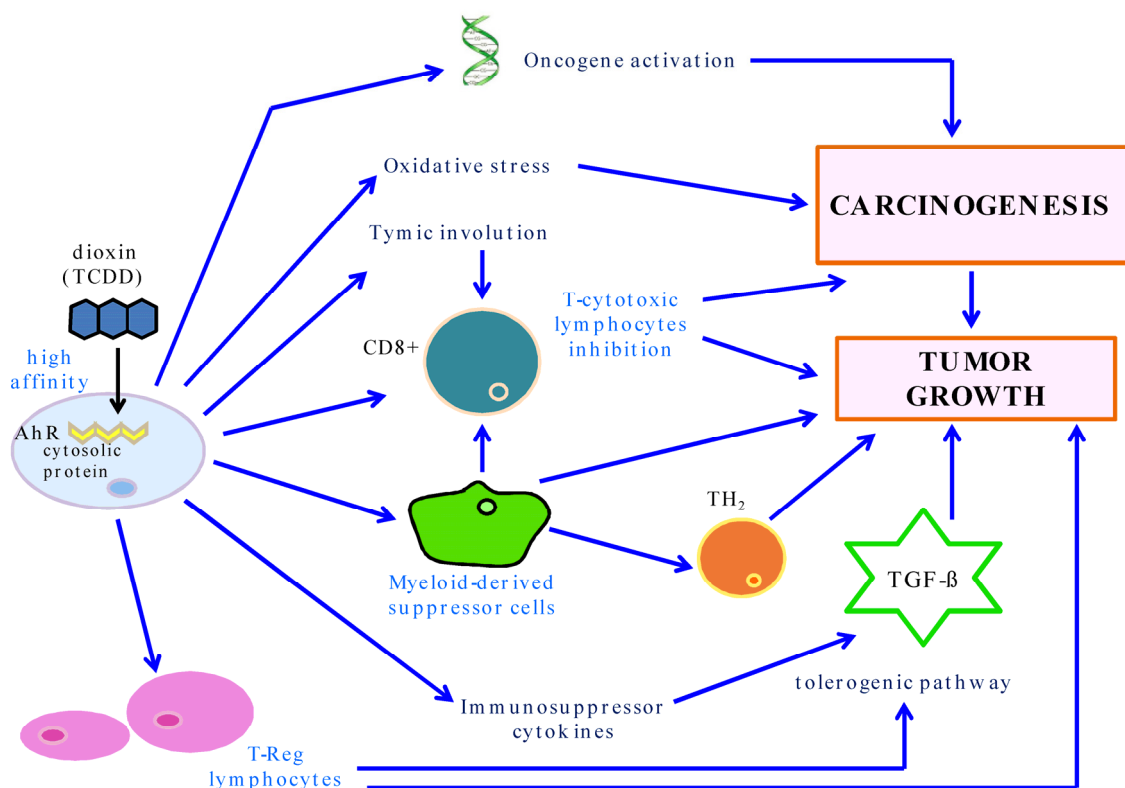 Oncogene activation
Oxidative stress
CARCINOGENESIS
Tymic involution
dioxin
(TCDD)
T-cytotoxic
lymphocytes
inhibition
high
affinity
CD8+
TUMOR
GROWTH
AhR
cytosolic
protein
TH₂
Myeloid-derived
suppressor cells
TGF-ß
tolerogenic pathway
Immunosuppressor
cytokines
T-Reg
lymphocytes